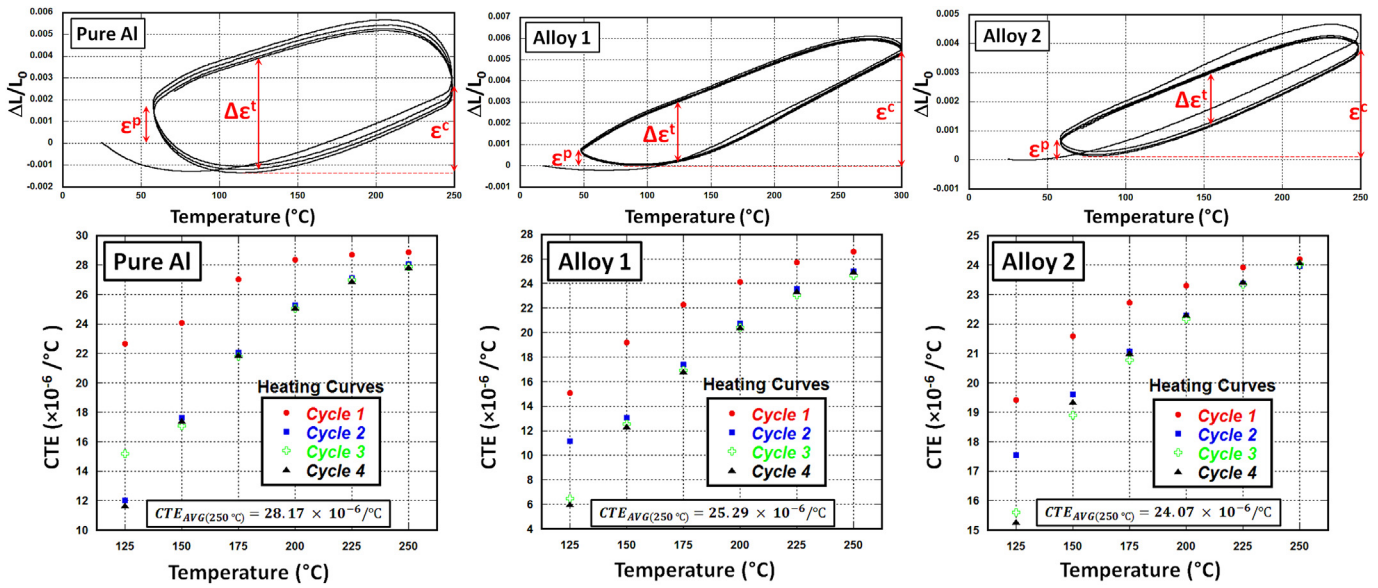 Pure Al
0.006
0.005
0.004
0.003
0.002
0.001
0
-0.001
-0.002
ΔL/L0
εᵖ
Δεᵗ
εᶜ
0 50 100 150 200 250
Temperature (°C)
Alloy 1
0.007
0.006
0.005
0.004
0.003
0.002
0.001
0
-0.001
ΔL/L0
εᵖ
Δεᵗ
εᶜ
0 50 100 150 200 250 300
Temperature (°C)
Alloy 2
0.005
0.004
0.003
0.002
0.001
0
-0.001
ΔL/L0
εᵖ
Δεᵗ
εᶜ
0 50 100 150 200 250
Temperature (°C)
Pure Al
30
28
26
24
22
20
18
16
14
12
10
CTE (×10⁻⁶ /°C)
Heating Curves
Cycle 1
Cycle 2
Cycle 3
Cycle 4
CTE AVG(250 °C) = 28.17 × 10⁻⁶/°C
125 150 175 200 225 250
Temperature (°C)
Alloy 1
28
26
24
22
20
18
16
14
12
10
8
6
4
CTE (×10⁻⁶ /°C)
Heating Curves
Cycle 1
Cycle 2
Cycle 3
Cycle 4
CTE AVG(250 °C) = 25.29 × 10⁻⁶/°C
125 150 175 200 225 250
Temperature (°C)
Alloy 2
25
24
23
22
21
20
19
18
17
16
15
CTE (×10⁻⁶ /°C)
Heating Curves
Cycle 1
Cycle 2
Cycle 3
Cycle 4
CTE AVG(250 °C) = 24.07 × 10⁻⁶/°C
125 150 175 200 225 250
Temperature (°C)